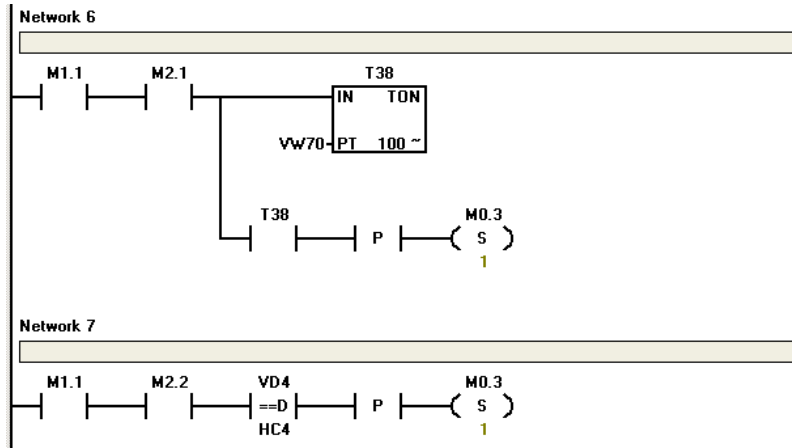 Network 6
M1.1 M2.1 T38
IN TON
VW70 PT 100 ~
T38 M0.3
P S
1
Network 7
M1.1 M2.2 VD4 M0.3
==D P S
HC4 1